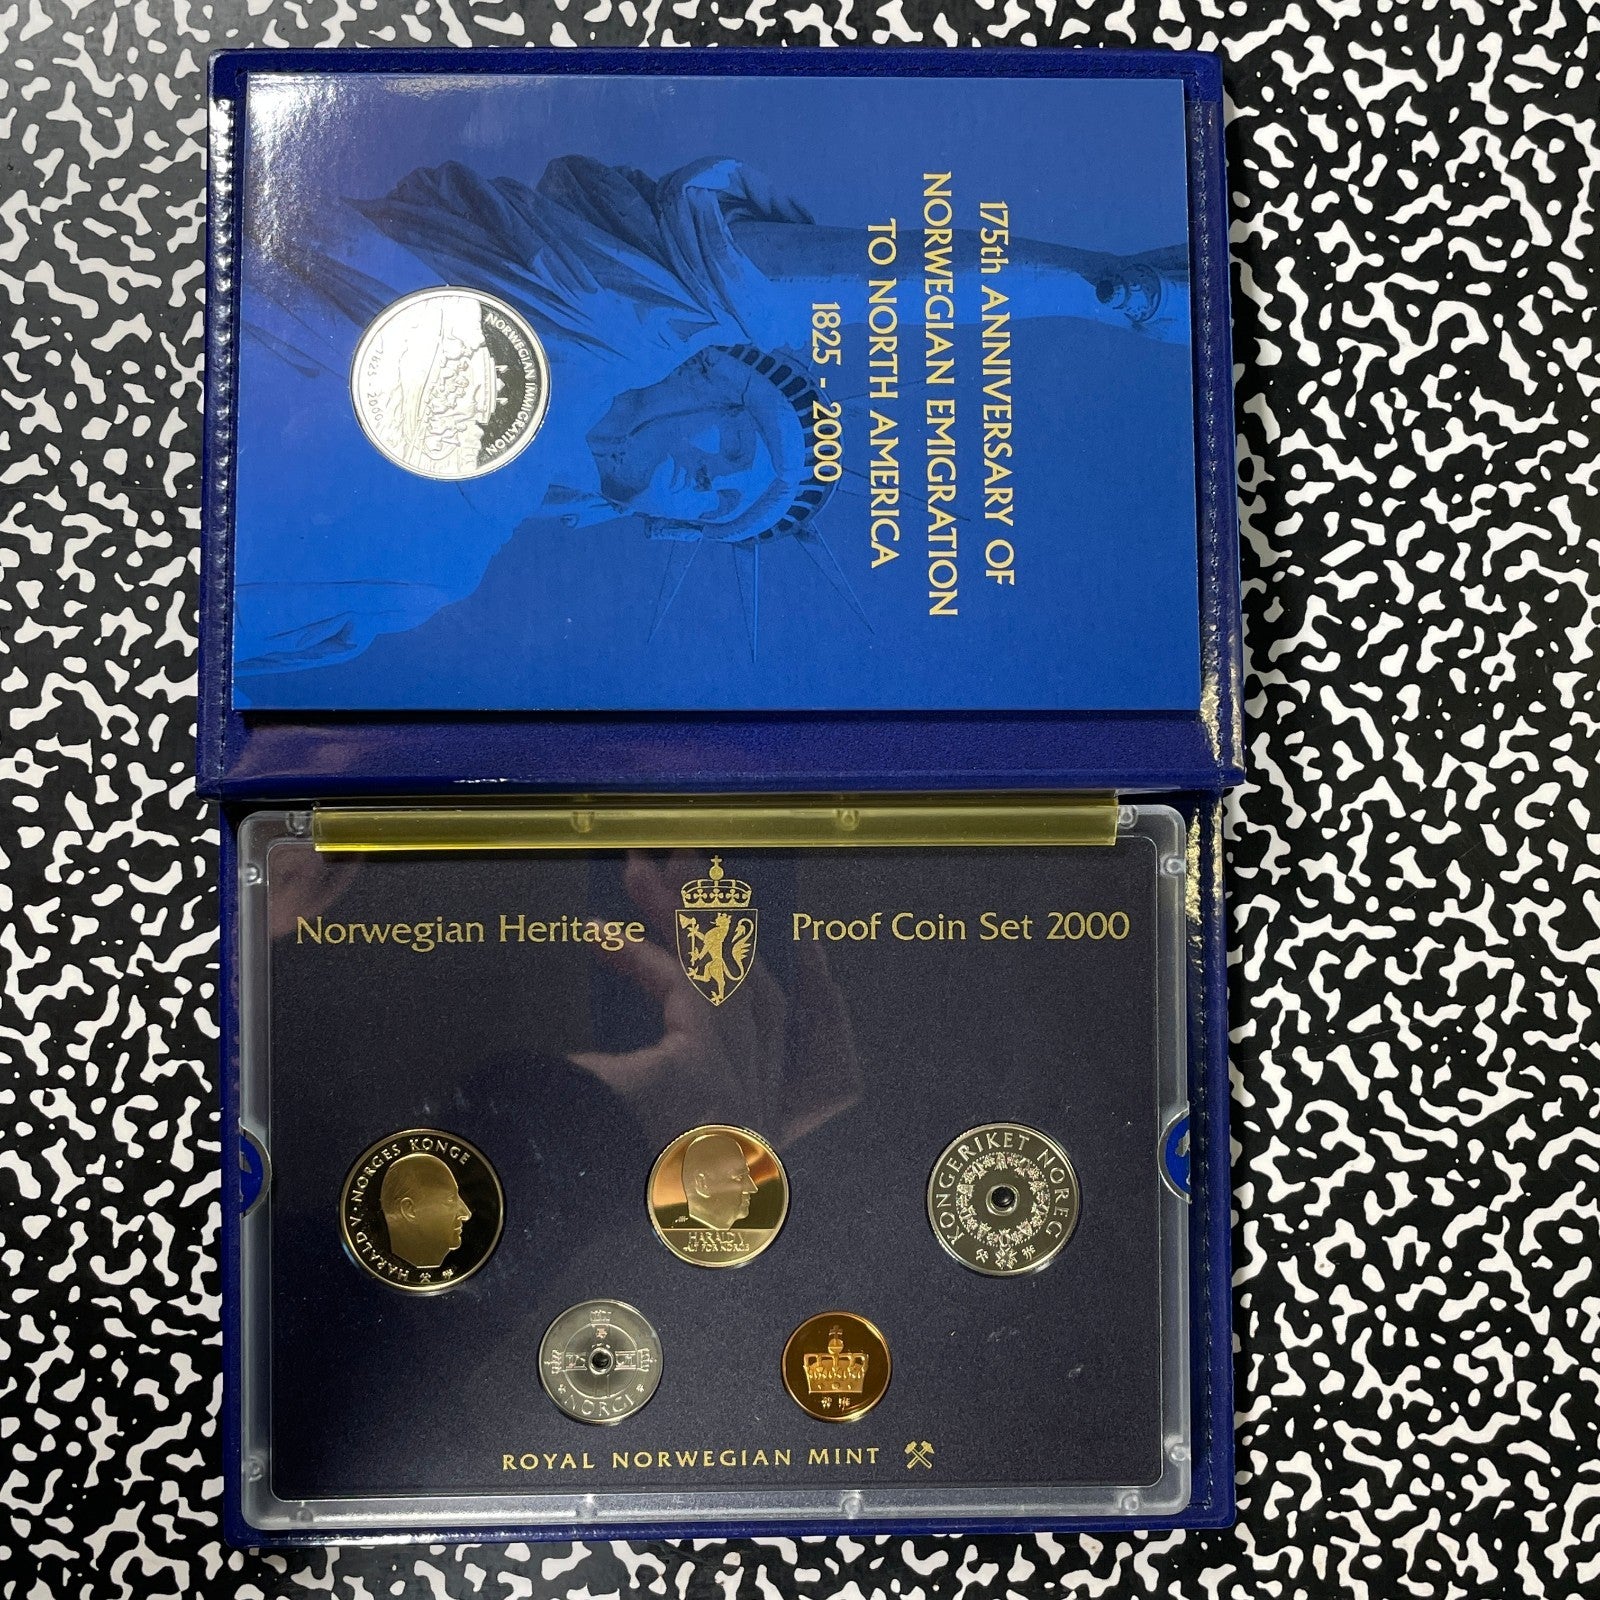 175th ANNIVERSARY OF
NORWEGIAN EMIGRATION
TO NORTH AMERICA
1825 - 2000
NORWEGIAN IMMIGRATION
1825 - 2000
Norwegian Heritage
Proof Coin Set 2000
HARALD V · NORGES KONGE
HARALD V
ALT FOR NORGE
KONGERIKET NOREG
NORGE
ROYAL NORWEGIAN MINT